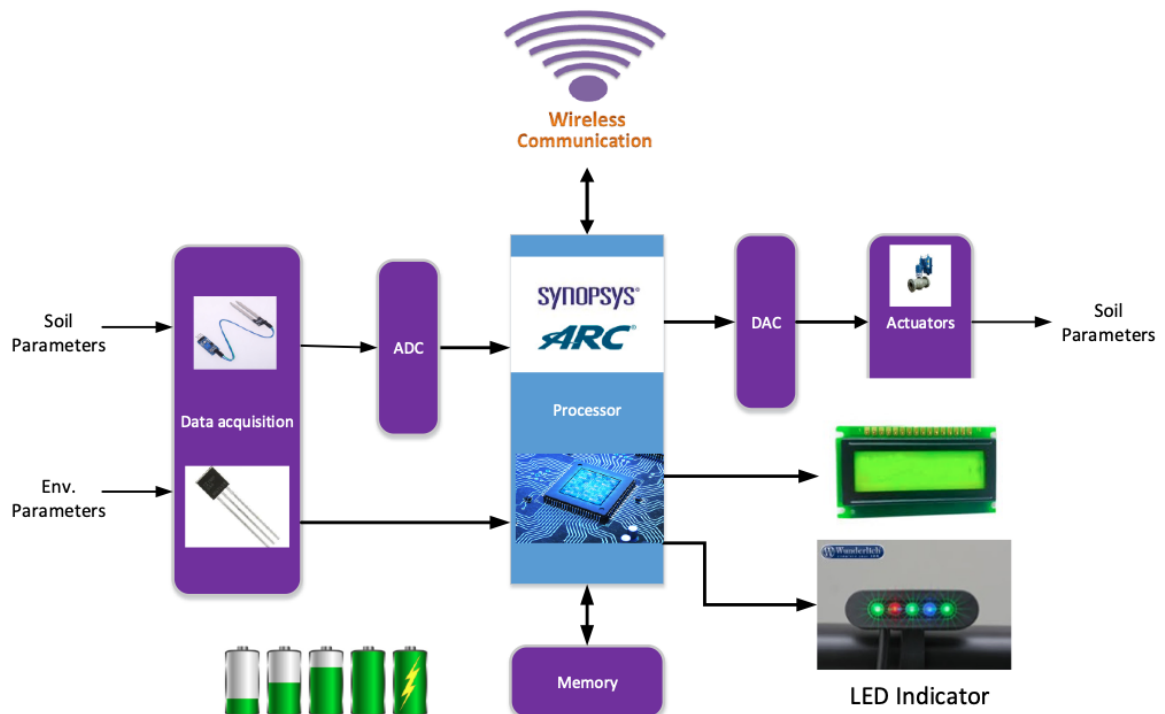 Wireless
Communication
SYNOPSYS®
ARC®
Soil
Parameters
Data acquisition
ADC
Processor
DAC
Actuators
Soil
Parameters
Env.
Parameters
Wunderlich
Memory
LED Indicator